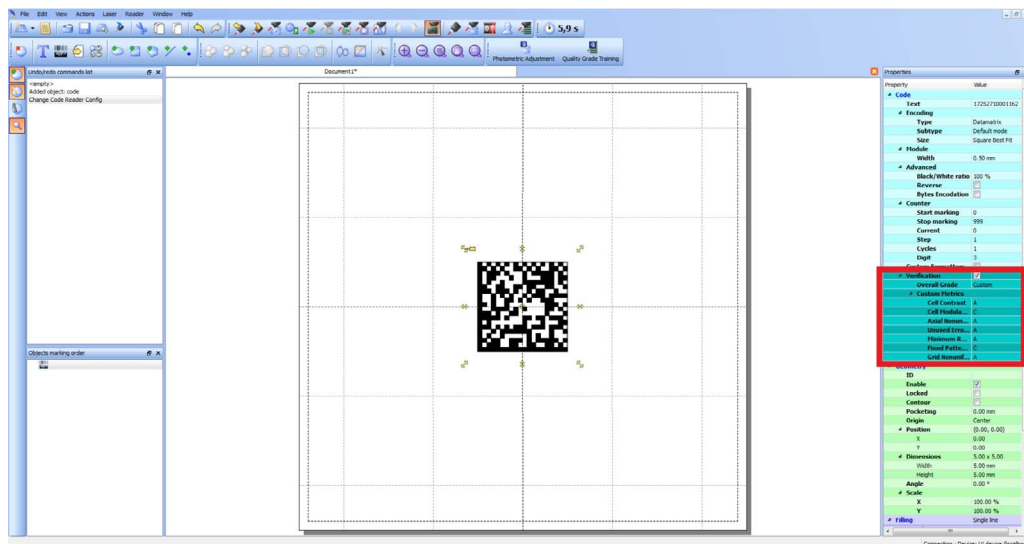 File Edit View Actions Laser Reader Window Help
5,9 s
Photometric Adjustment Quality Grade Training
Undo/redo commands list
<empty>
Added object: code
Change Code Reader Config
Objects marking order
Document1*
Properties
Property Value
Code
Text 17252710001162
Encoding
Type Datamatrix
Subtype Default mode
Size Square Best Fit
Module
Width 0.50 mm
Advanced
Black/White ratio 100 %
Reverse
Bytes Encodation
Counter
Start marking 0
Stop marking 999
Current 0
Step 1
Cycles 1
Digit 3
Verification
Overall Grade Custom
Custom Metrics
Cell Contrast A
Cell Modula... C
Axial Nonun... A
Unused Erro... A
Minimum R... A
Fixed Patte... C
Grid Nonunif... A
Geometry
ID
Enable
Locked
Contour
Pocketing 0.00 mm
Origin Center
Position (0.00, 0.00)
X 0.00
Y 0.00
Dimensions 5.00 x 5.00
Width 5.00 mm
Height 5.00 mm
Angle 0.00 °
Scale
X 100.00 %
Y 100.00 %
Filling Single line